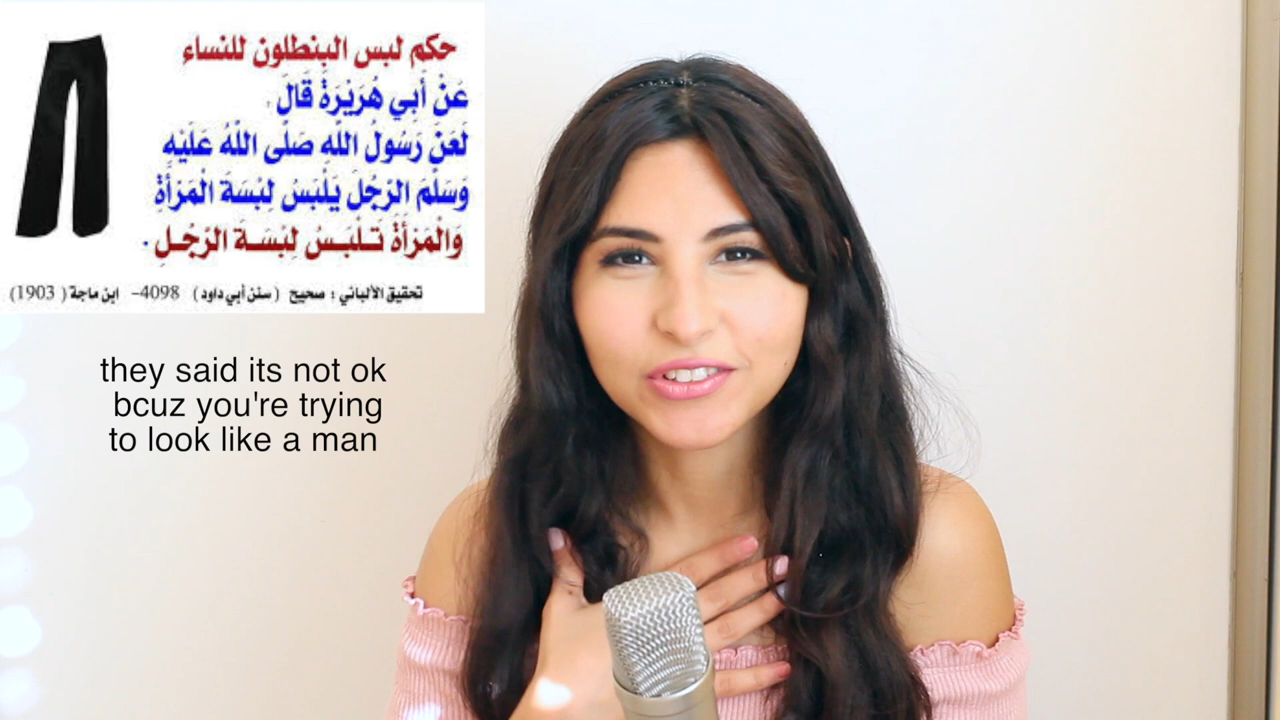 حكم لبس البنطلون للنساء
عَنْ أَبِي هُرَيْرَةَ قَالَ
لَعَنَ رَسُولُ اللَّهِ صَلَّى اللَّهُ عَلَيْهِ
وَسَلَّمَ الرَّجُلَ يَلْبَسُ لِبْسَةَ الْمَرْأَةِ
وَالْمَرْأَةَ تَلْبَسُ لِبْسَةَ الرَّجُلِ.
تحقيق الألباني : صحيح ( سنن أبي داود ) 4098- ابن ماجة ( 1903 )
they said its not ok
bcuz you're trying
to look like a man